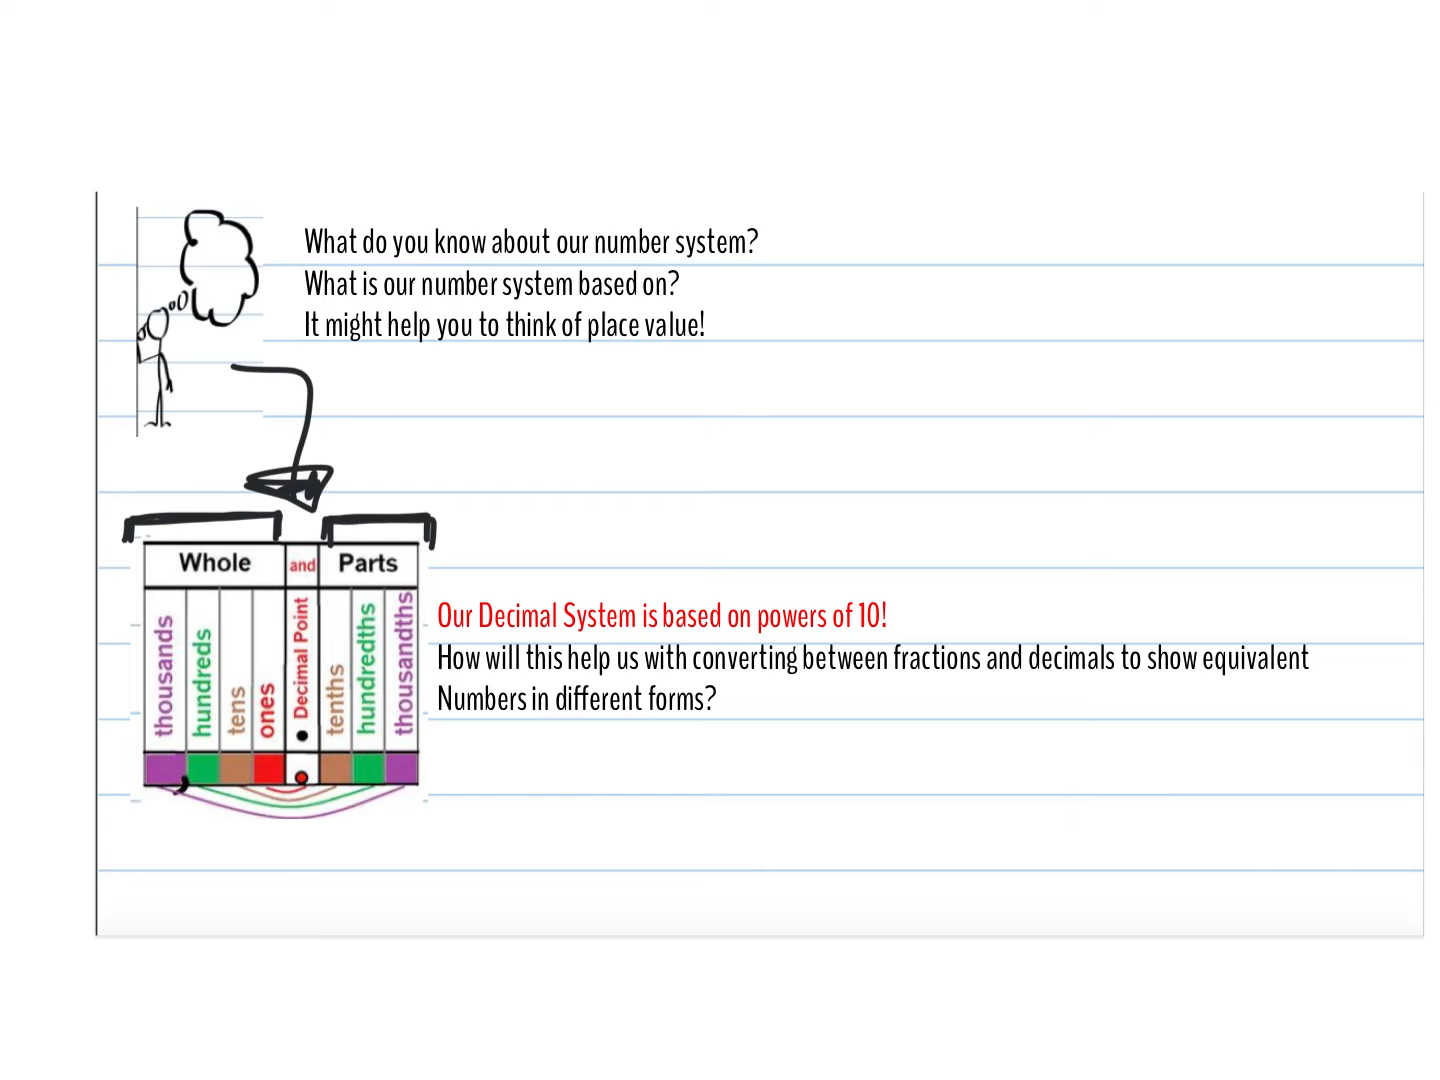 What do you know about our number system?
What is our number system based on?
It might help you to think of place value!
Whole and Parts
thousands
hundreds
tens
ones
Decimal Point
tenths
hundredths
thousandths
Our Decimal System is based on powers of 10!
How will this help us with converting between fractions and decimals to show equivalent
Numbers in different forms?